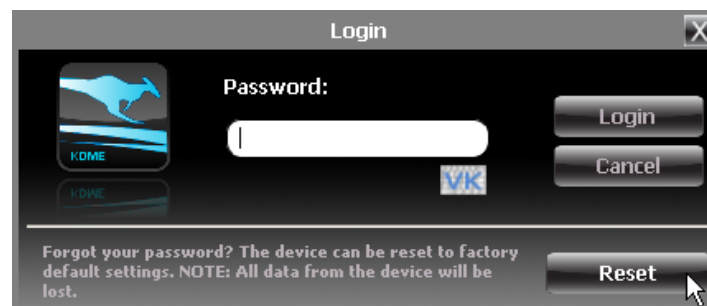 Login
X
Password:
Login
KDME
VK
Cancel
KDME
Forgot your password? The device can be reset to factory
default settings. NOTE: All data from the device will be
lost.
Reset